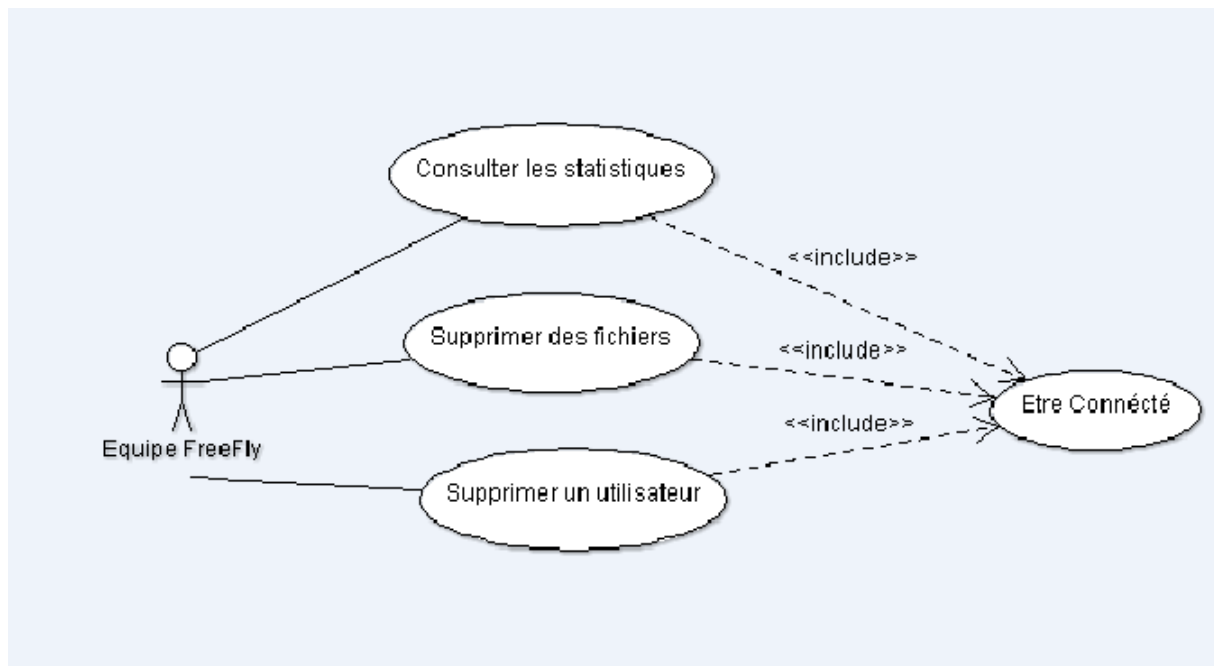 Consulter les statistiques
<<include>>
Supprimer des fichiers
<<include>>
Etre Connécté
<<include>>
Equipe FreeFly
Supprimer un utilisateur